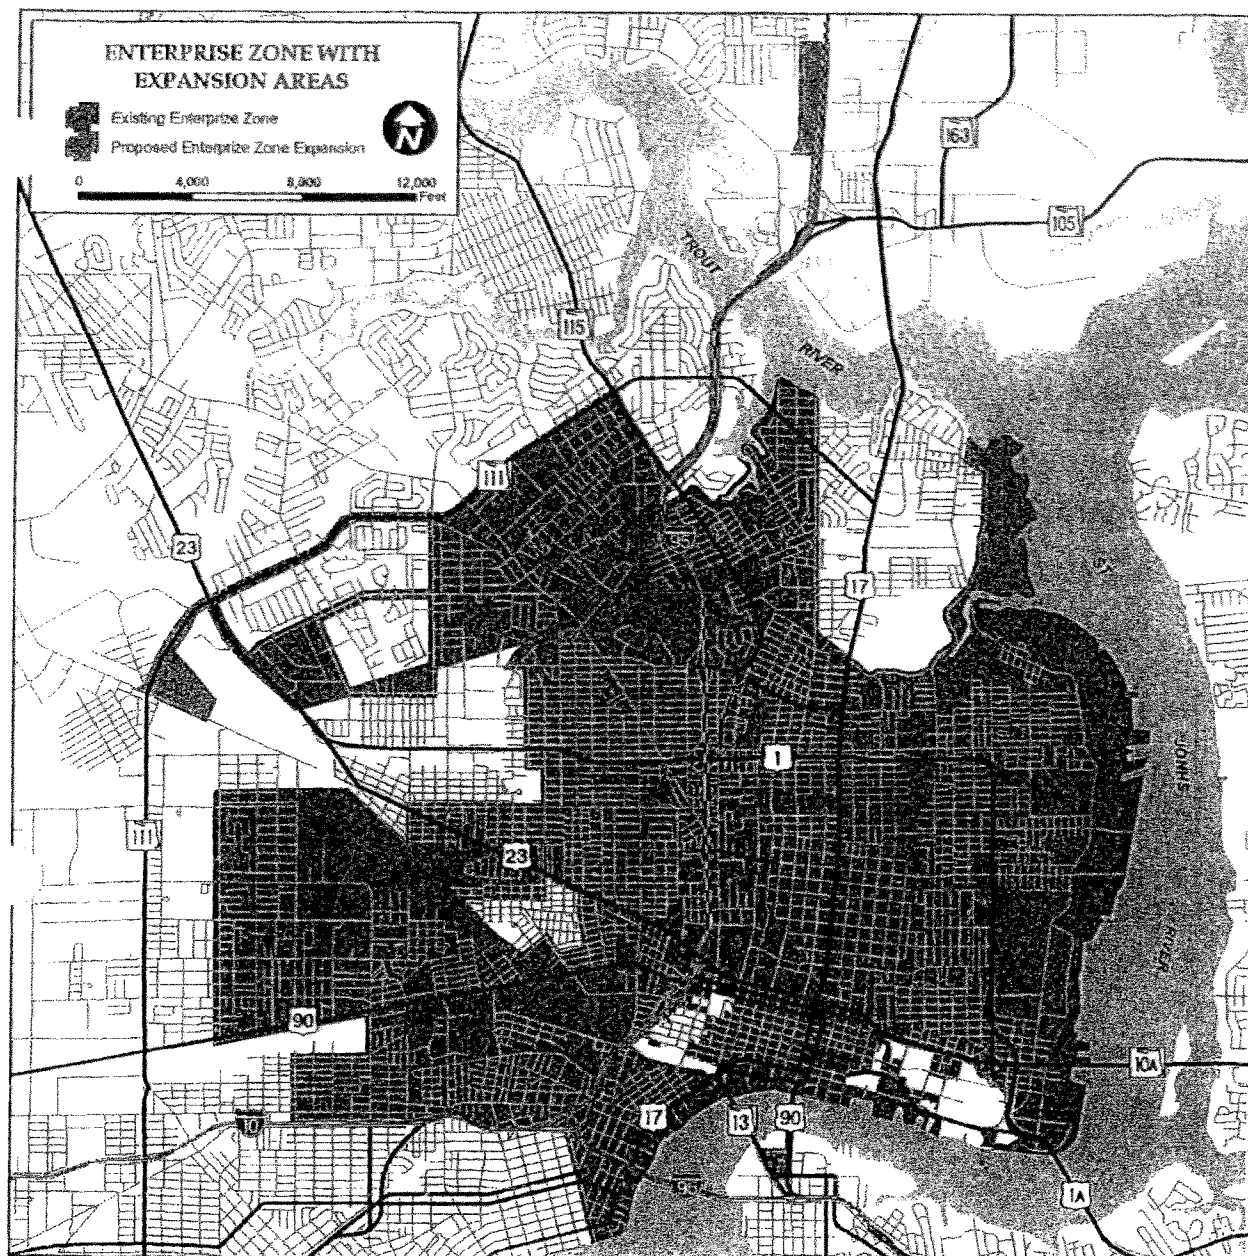 ENTERPRISE ZONE WITH
EXPANSION AREAS
Existing Enterprize Zone
Proposed Enterprize Zone Expansion
N
0 4,000 8,000 12,000
Feet
163
105
TROUT
115
RIVER
111
23
17
ST.
1
JOHNS
111
23
RIVER
90
10A
10
17
13
90
1A